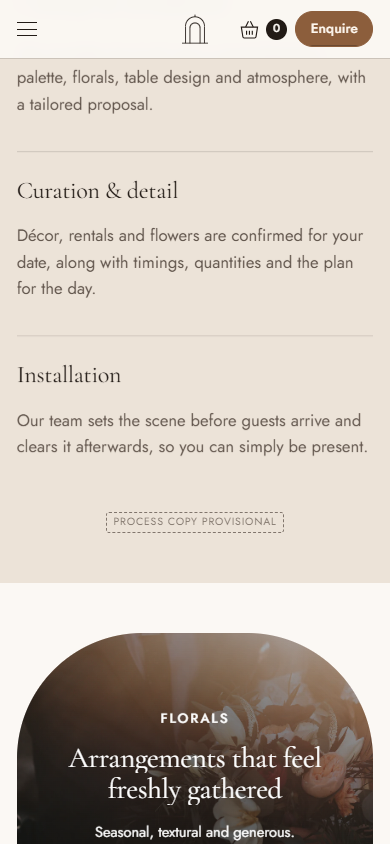 0
Enquire
palette, florals, table design and atmosphere, with
a tailored proposal.
Curation & detail
Décor, rentals and flowers are confirmed for your
date, along with timings, quantities and the plan
for the day.
Installation
Our team sets the scene before guests arrive and
clears it afterwards, so you can simply be present.
PROCESS COPY PROVISIONAL
FLORALS
Arrangements that feel
freshly gathered
Seasonal, textural and generous.